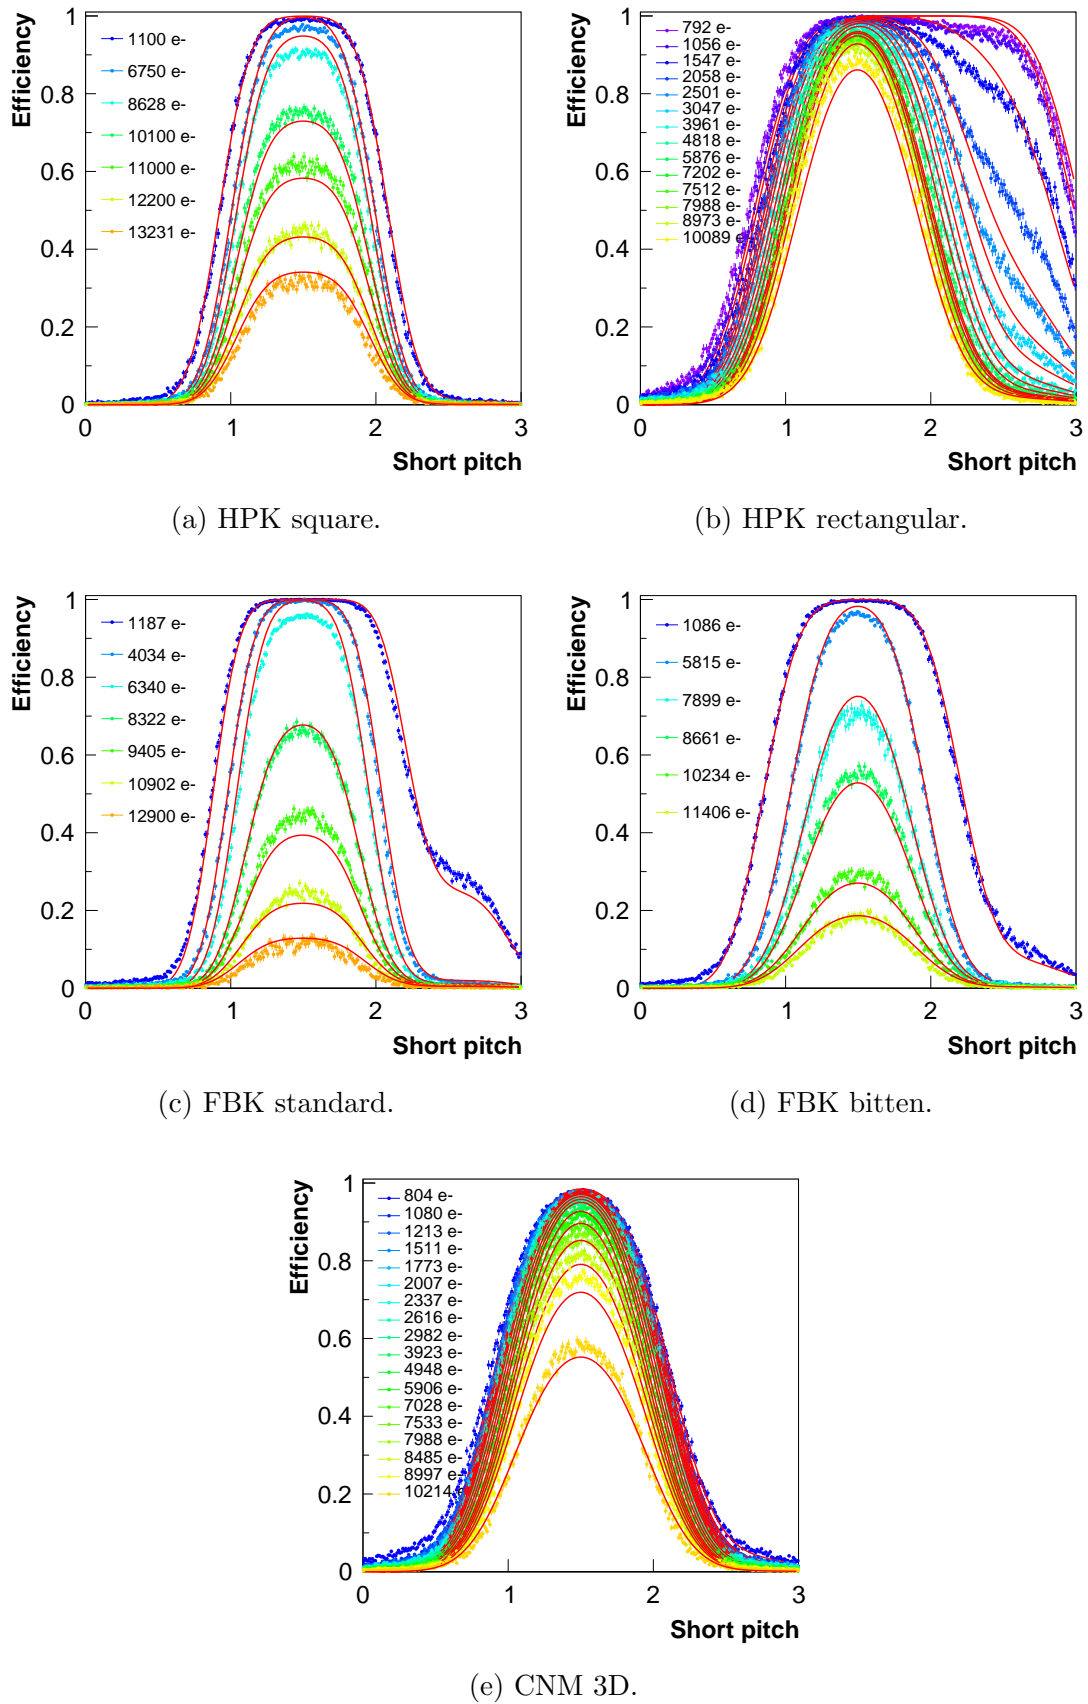 Efficiency
1
0.8
0.6
0.4
0.2
0
0 1 2 3
Short pitch
1100 e-
6750 e-
8628 e-
10100 e-
11000 e-
12200 e-
13231 e-
(a) HPK square.
Efficiency
1
0.8
0.6
0.4
0.2
0
0 1 2 3
Short pitch
792 e-
1056 e-
1547 e-
2058 e-
2501 e-
3047 e-
3961 e-
4818 e-
5876 e-
7202 e-
7512 e-
7988 e-
8973 e-
10089 e-
(b) HPK rectangular.
Efficiency
1
0.8
0.6
0.4
0.2
0
0 1 2 3
Short pitch
1187 e-
4034 e-
6340 e-
8322 e-
9405 e-
10902 e-
12900 e-
(c) FBK standard.
Efficiency
1
0.8
0.6
0.4
0.2
0
0 1 2 3
Short pitch
1086 e-
5815 e-
7899 e-
8661 e-
10234 e-
11406 e-
(d) FBK bitten.
Efficiency
1
0.8
0.6
0.4
0.2
0
0 1 2 3
Short pitch
804 e-
1080 e-
1213 e-
1511 e-
1773 e-
2007 e-
2337 e-
2616 e-
2982 e-
3923 e-
4948 e-
5906 e-
7028 e-
7533 e-
7988 e-
8485 e-
8997 e-
10214 e-
(e) CNM 3D.